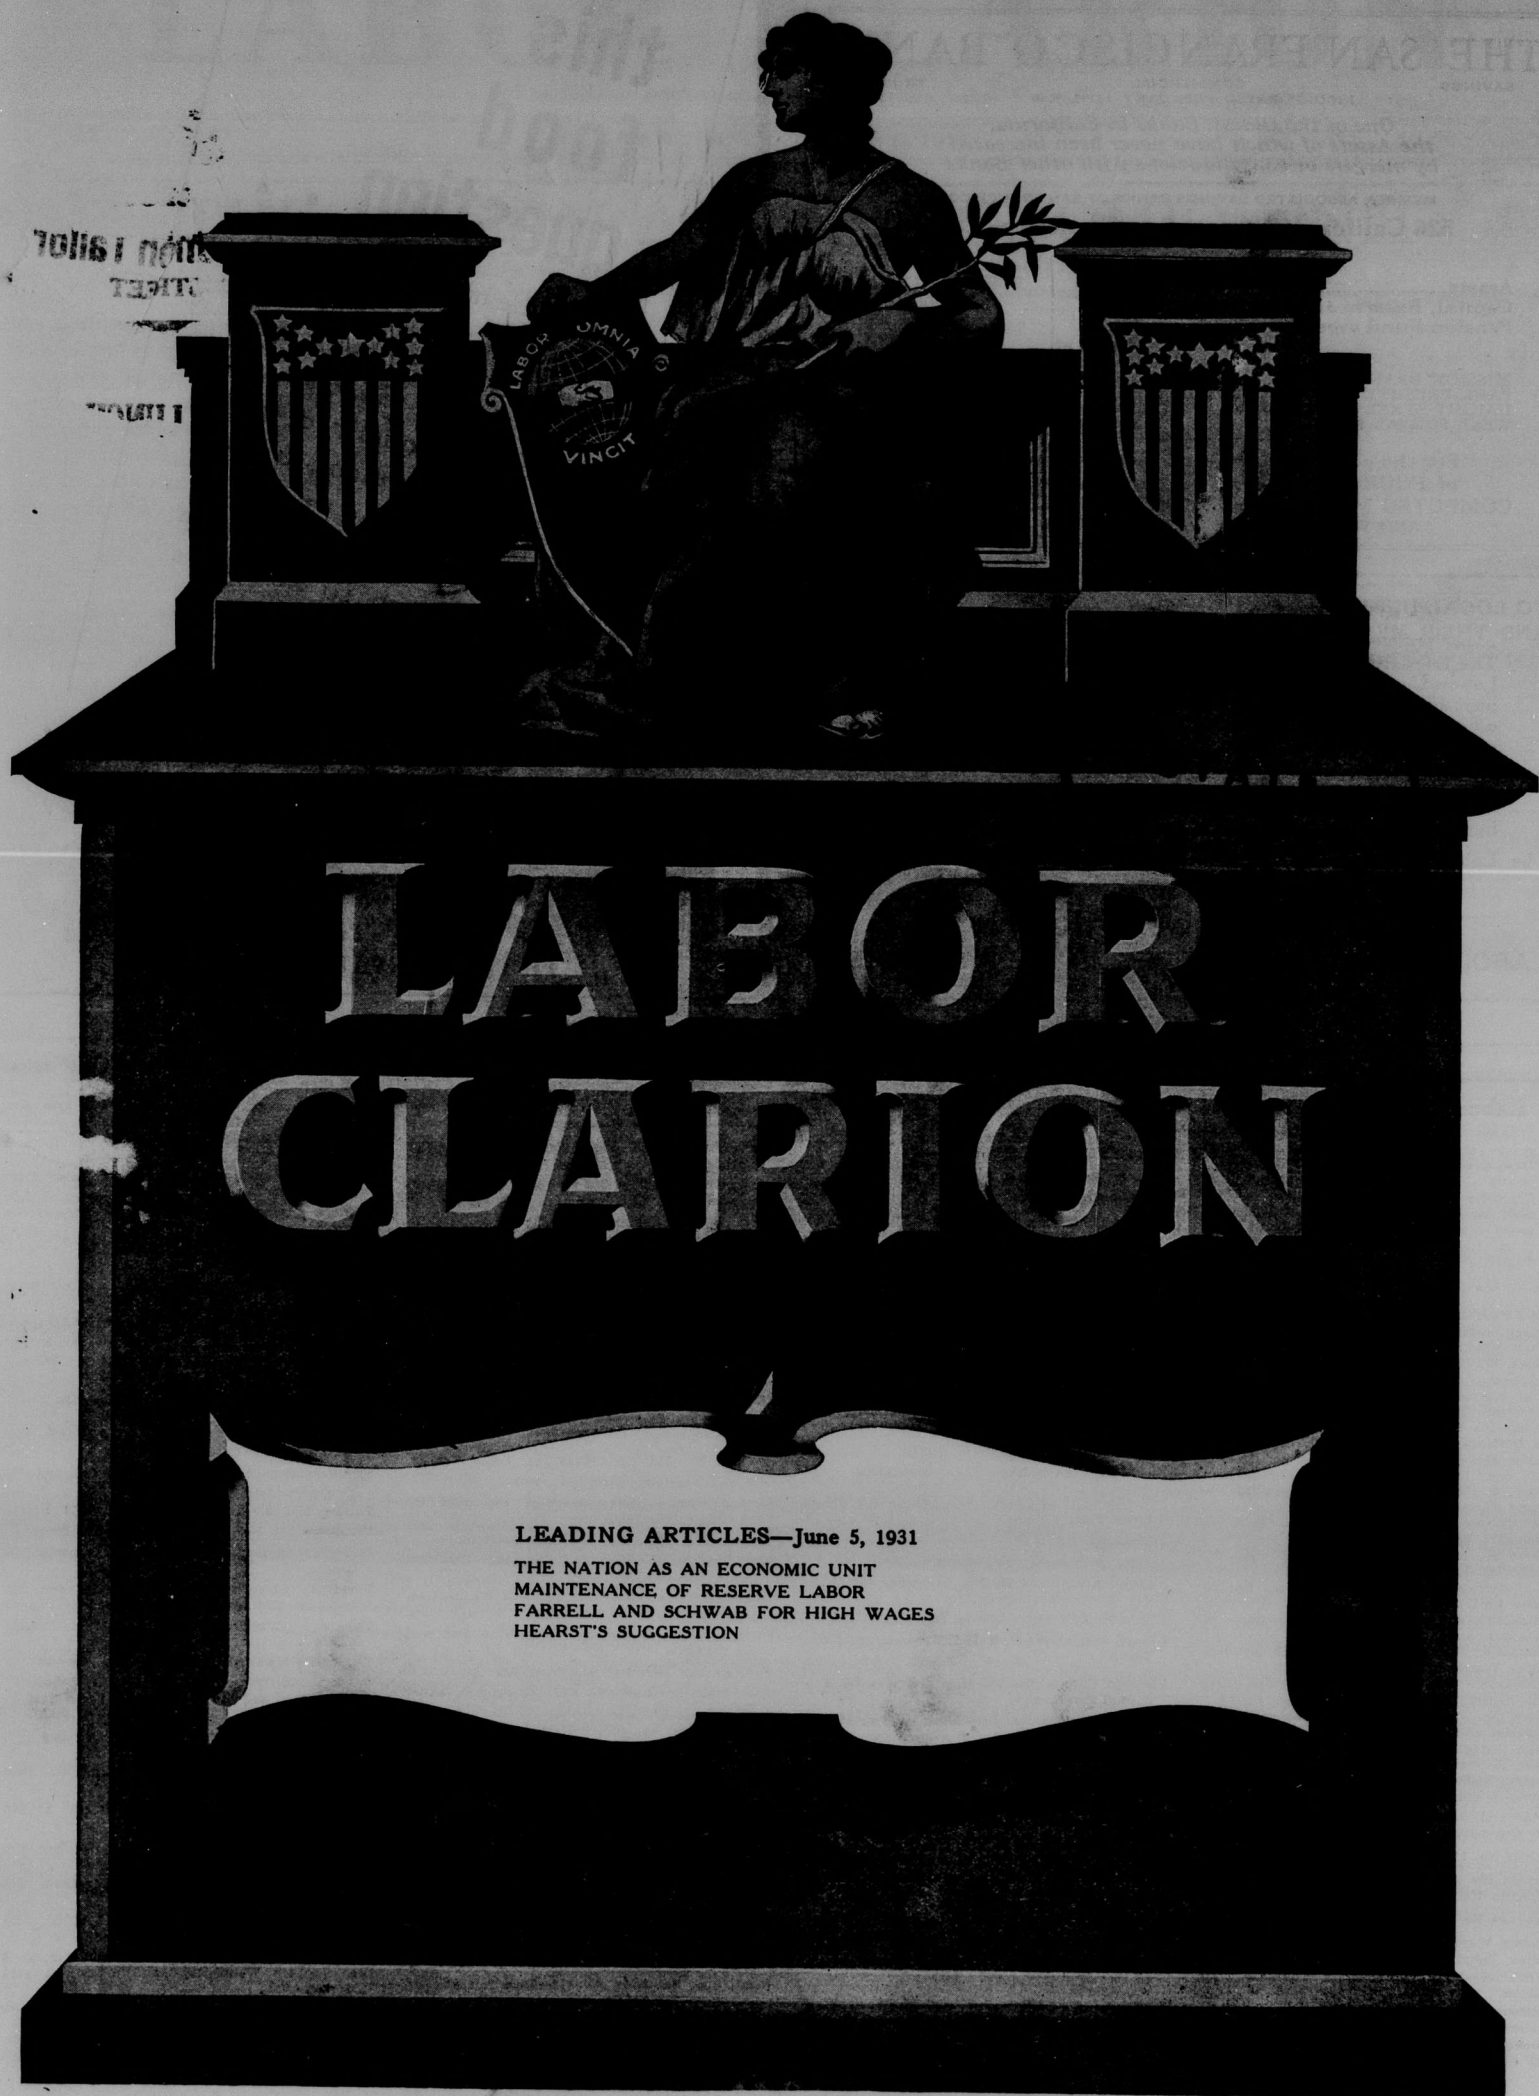 LABOR OMNIA
VINCIT
LABOR
CLARION
LEADING ARTICLES—June 5, 1931
THE NATION AS AN ECONOMIC UNIT
MAINTENANCE OF RESERVE LABOR
FARRELL AND SCHWAB FOR HIGH WAGES
HEARST'S SUGGESTION